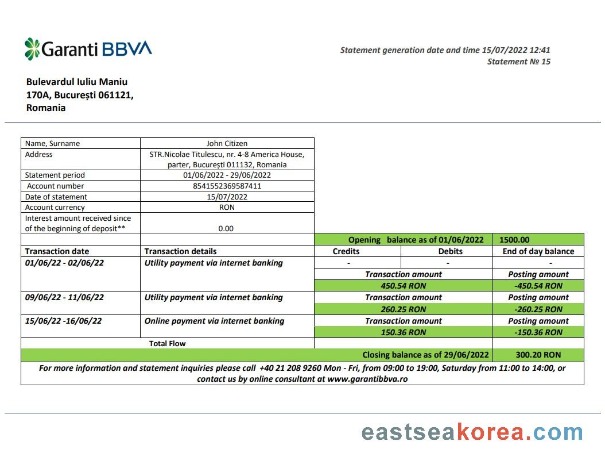 Garanti BBVA
Statement generation date and time 15/07/2022 12:41
Statement № 15
Bulevardul Iuliu Maniu
170A, București 061121,
Romania
Name, Surname John Citizen
Address STR.Nicolae Titulescu, nr. 4-8 America House,
parter, București 011132, Romania
Statement period 01/06/2022 - 29/06/2022
Account number 8541552369587411
Date of statement 15/07/2022
Account currency RON
Interest amount received since
of the beginning of deposit** 0.00
Opening balance as of 01/06/2022 1500.00
Transaction date Transaction details Credits Debits End of day balance
01/06/22 - 02/06/22 Utility payment via internet banking - - -
Transaction amount Posting amount
450.54 RON -450.54 RON
09/06/22 - 11/06/22 Utility payment via internet banking Transaction amount Posting amount
260.25 RON -260.25 RON
15/06/22 -16/06/22 Online payment via internet banking Transaction amount Posting amount
150.36 RON -150.36 RON
Total Flow
Closing balance as of 29/06/2022 300.20 RON
For more information and statement inquiries please call +40 21 208 9260 Mon - Fri, from 09:00 to 19:00, Saturday from 11:00 to 14:00, or
contact us by online consultant at www.garantibbva.ro
eastseakorea.com